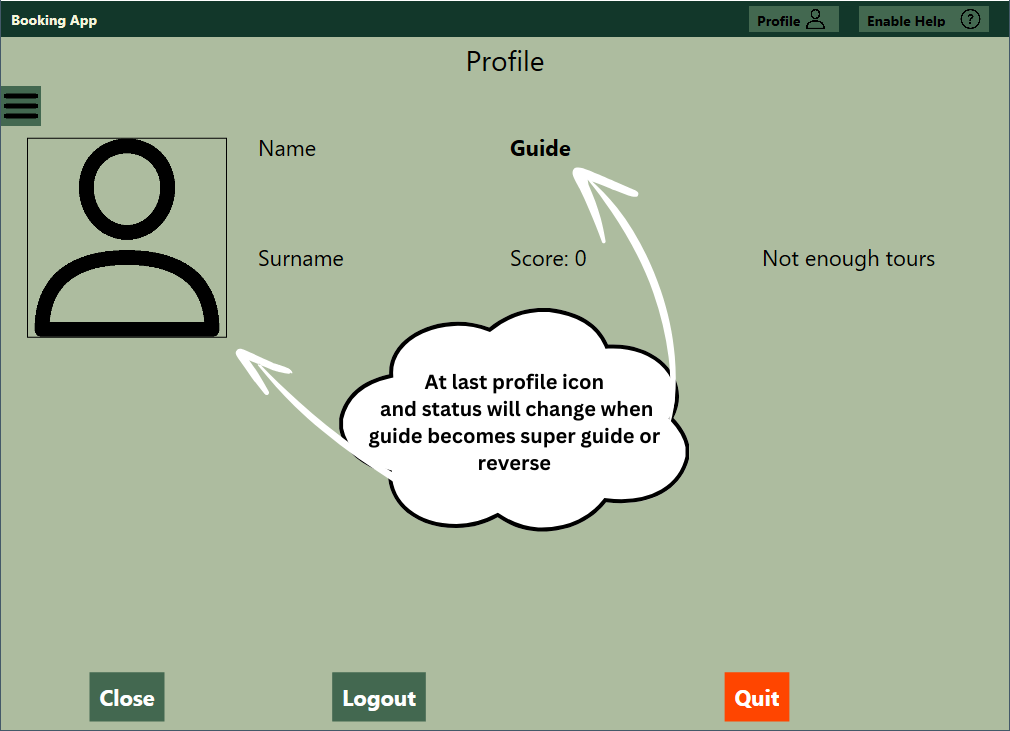 Booking App
Profile
Enable Help
?
Profile
Name
Guide
Surname
Score: 0
Not enough tours
At last profile icon
and status will change when
guide becomes super guide or
reverse
Close
Logout
Quit